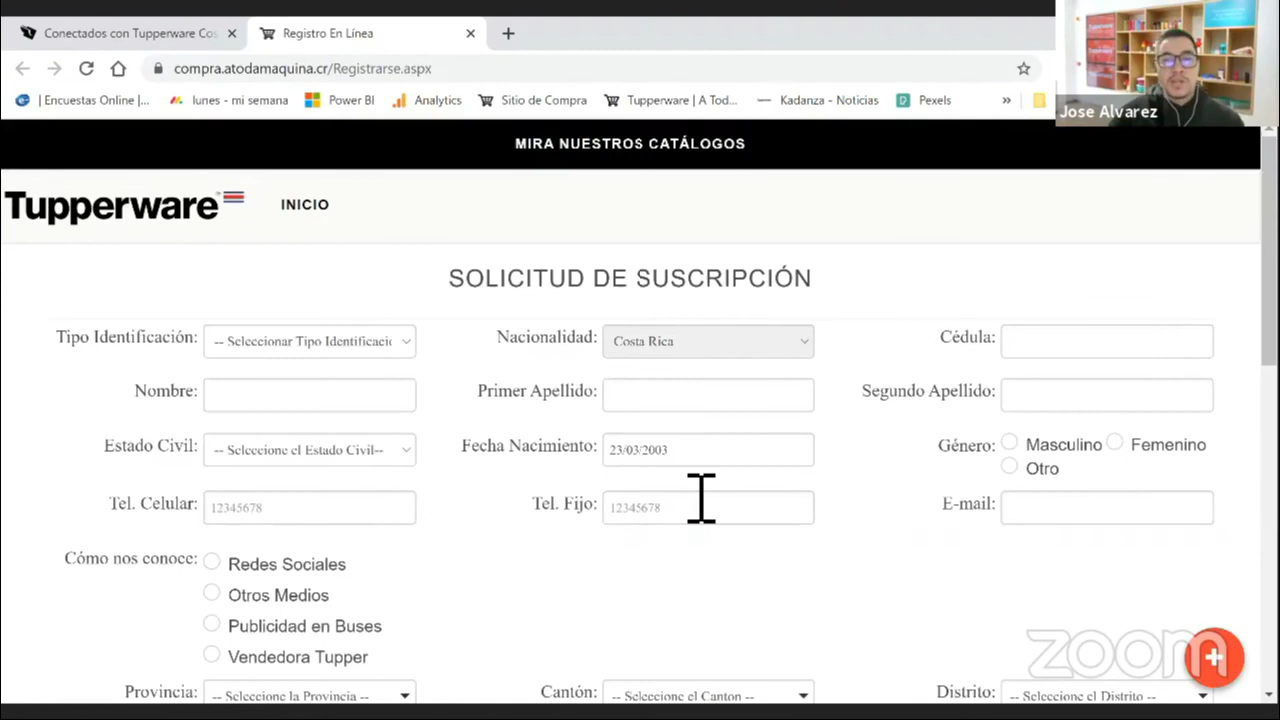 Conectados con Tupperware Cos
Registro En Línea
compra.atodamaquina.cr/Registrarse.aspx
| Encuestas Online |...
lunes - mi semana
Power BI
Analytics
Sitio de Compra
Tupperware | A Tod...
Kadanza - Noticias
Pexels
Jose Alvarez
MIRA NUESTROS CATÁLOGOS
Tupperware
INICIO
SOLICITUD DE SUSCRIPCIÓN
Tipo Identificación: -- Seleccionar Tipo Identificacio
Nacionalidad: Costa Rica
Cédula:
Nombre:
Primer Apellido:
Segundo Apellido:
Estado Civil: -- Seleccione el Estado Civil--
Fecha Nacimiento: 23/03/2003
Género: Masculino Femenino
Otro
Tel. Celular: 12345678
Tel. Fijo: 12345678
E-mail:
Cómo nos conoce: Redes Sociales
Otros Medios
Publicidad en Buses
Vendedora Tupper
zoom
Provincia: -- Seleccione la Provincia --
Cantón: -- Seleccione el Canton --
Distrito: -- Seleccione el Distrito --